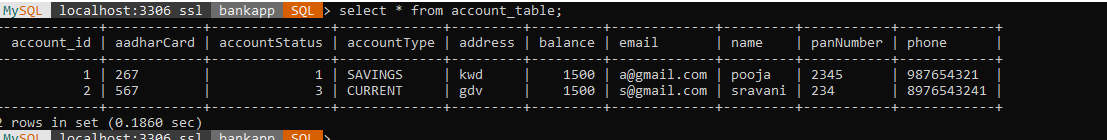 MySQL localhost:3306 ssl bankapp SQL > select * from account_table;
account_id | aadharCard | accountStatus | accountType | address | balance | email | name | panNumber | phone |
1 | 267 | 1 | SAVINGS | kwd | 1500 | a@gmail.com | pooja | 2345 | 987654321 |
2 | 567 | 3 | CURRENT | gdv | 1500 | s@gmail.com | sravani | 234 | 8976543241 |
2 rows in set (0.1860 sec)
MySQL localhost:3306 ssl bankapp SQL >